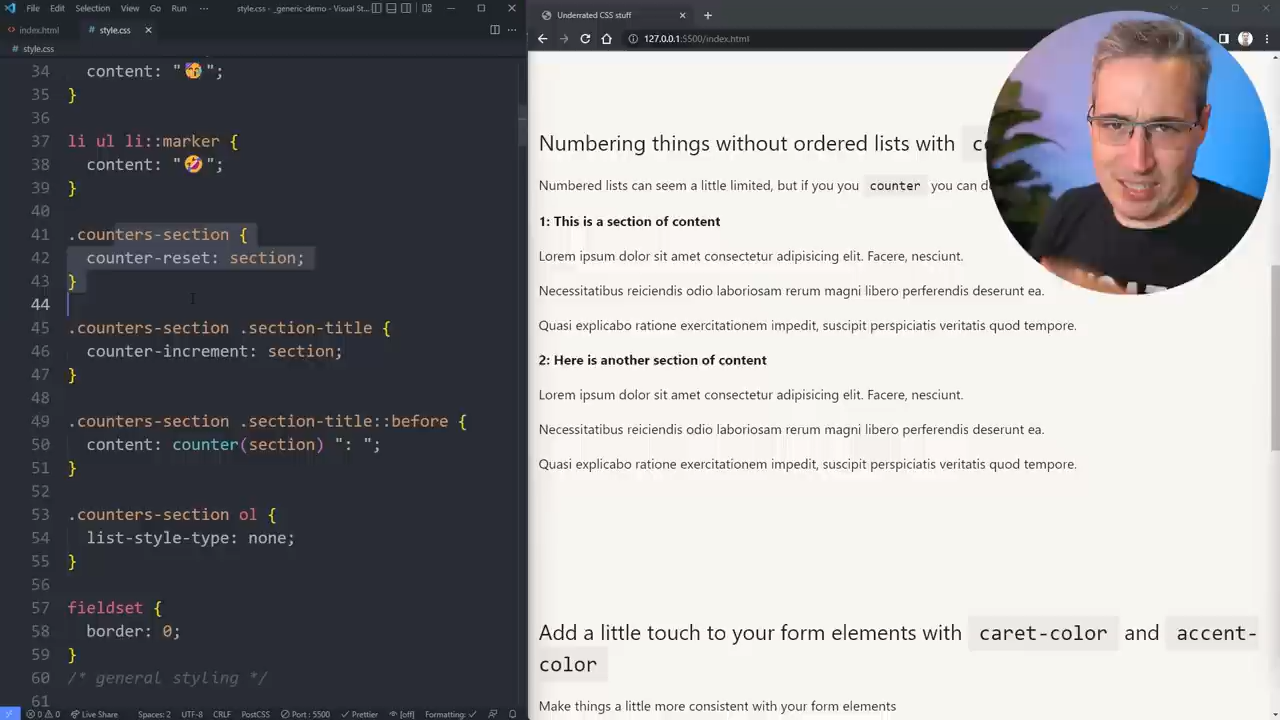 File Edit Selection View Go Run ··· style.css - _generic-demo - Visual St...
index.html style.css
style.css
34 content: "🥳";
35 }
36
37 li ul li::marker {
38 content: "🤣";
39 }
40
41 .counters-section {
42 counter-reset: section;
43 }
44
45 .counters-section .section-title {
46 counter-increment: section;
47 }
48
49 .counters-section .section-title::before {
50 content: counter(section) ": ";
51 }
52
53 .counters-section ol {
54 list-style-type: none;
55 }
56
57 fieldset {
58 border: 0;
59 }
60 /* general styling */
61
0 0 Live Share Spaces: 2 UTF-8 CRLF PostCSS Port : 5500 Prettier [off] Formatting: ✓
Underrated CSS stuff
127.0.0.1:5500/index.html
Numbering things without ordered lists with co
Numbered lists can seem a little limited, but if you you counter you can d
1: This is a section of content
Lorem ipsum dolor sit amet consectetur adipisicing elit. Facere, nesciunt.
Necessitatibus reiciendis odio laboriosam rerum magni libero perferendis deserunt ea.
Quasi explicabo ratione exercitationem impedit, suscipit perspiciatis veritatis quod tempore.
2: Here is another section of content
Lorem ipsum dolor sit amet consectetur adipisicing elit. Facere, nesciunt.
Necessitatibus reiciendis odio laboriosam rerum magni libero perferendis deserunt ea.
Quasi explicabo ratione exercitationem impedit, suscipit perspiciatis veritatis quod tempore.
Add a little touch to your form elements with caret-color and accent-
color
Make things a little more consistent with your form elements